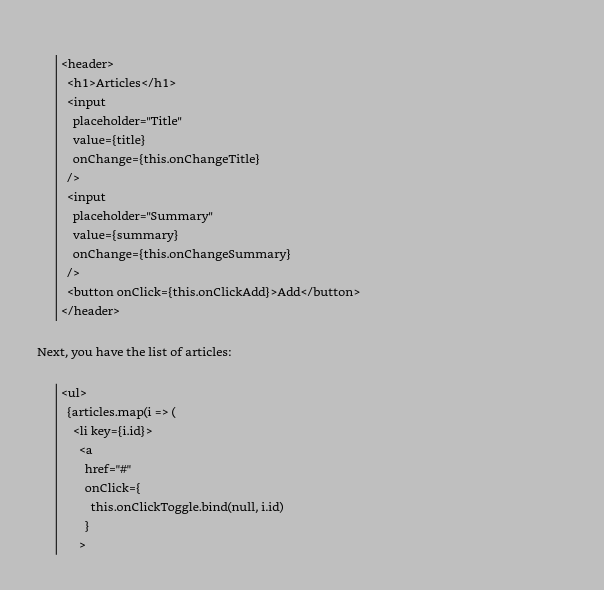 <header>
  <h1>Articles</h1>
  <input
    placeholder="Title"
    value={title}
    onChange={this.onChangeTitle}
  />
  <input
    placeholder="Summary"
    value={summary}
    onChange={this.onChangeSummary}
  />
  <button onClick={this.onClickAdd}>Add</button>
</header>
Next, you have the list of articles:
<ul>
  {articles.map(i => (
    <li key={i.id}>
      <a
        href="#"
        onClick={
          this.onClickToggle.bind(null, i.id)
        }
      >